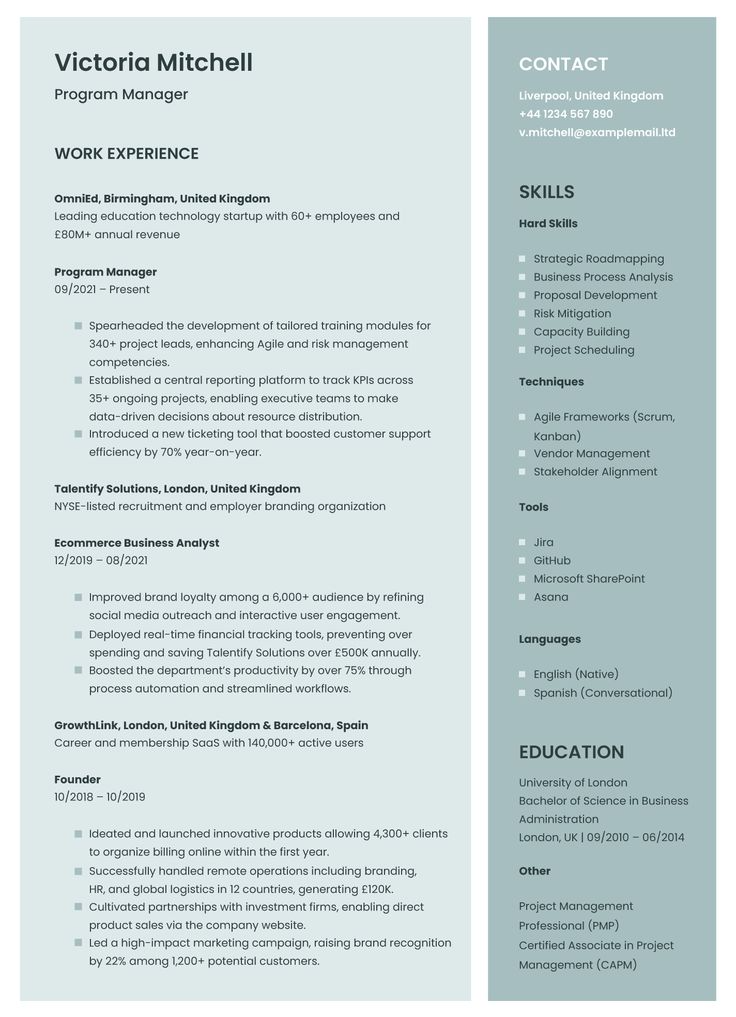 Victoria Mitchell
Program Manager
WORK EXPERIENCE
OmniEd, Birmingham, United Kingdom
Leading education technology startup with 60+ employees and
£80M+ annual revenue
Program Manager
09/2021 – Present
Spearheaded the development of tailored training modules for
340+ project leads, enhancing Agile and risk management
competencies.
Established a central reporting platform to track KPIs across
35+ ongoing projects, enabling executive teams to make
data-driven decisions about resource distribution.
Introduced a new ticketing tool that boosted customer support
efficiency by 70% year-on-year.
Talentify Solutions, London, United Kingdom
NYSE-listed recruitment and employer branding organization
Ecommerce Business Analyst
12/2019 – 08/2021
Improved brand loyalty among a 6,000+ audience by refining
social media outreach and interactive user engagement.
Deployed real-time financial tracking tools, preventing over
spending and saving Talentify Solutions over £500K annually.
Boosted the department’s productivity by over 75% through
process automation and streamlined workflows.
GrowthLink, London, United Kingdom & Barcelona, Spain
Career and membership SaaS with 140,000+ active users
Founder
10/2018 – 10/2019
Ideated and launched innovative products allowing 4,300+ clients
to organize billing online within the first year.
Successfully handled remote operations including branding,
HR, and global logistics in 12 countries, generating £120K.
Cultivated partnerships with investment firms, enabling direct
product sales via the company website.
Led a high-impact marketing campaign, raising brand recognition
by 22% among 1,200+ potential customers.
CONTACT
Liverpool, United Kingdom
+44 1234 567 890
v.mitchell@examplemail.ltd
SKILLS
Hard Skills
Strategic Roadmapping
Business Process Analysis
Proposal Development
Risk Mitigation
Capacity Building
Project Scheduling
Techniques
Agile Frameworks (Scrum,
Kanban)
Vendor Management
Stakeholder Alignment
Tools
Jira
GitHub
Microsoft SharePoint
Asana
Languages
English (Native)
Spanish (Conversational)
EDUCATION
University of London
Bachelor of Science in Business
Administration
London, UK | 09/2010 – 06/2014
Other
Project Management
Professional (PMP)
Certified Associate in Project
Management (CAPM)